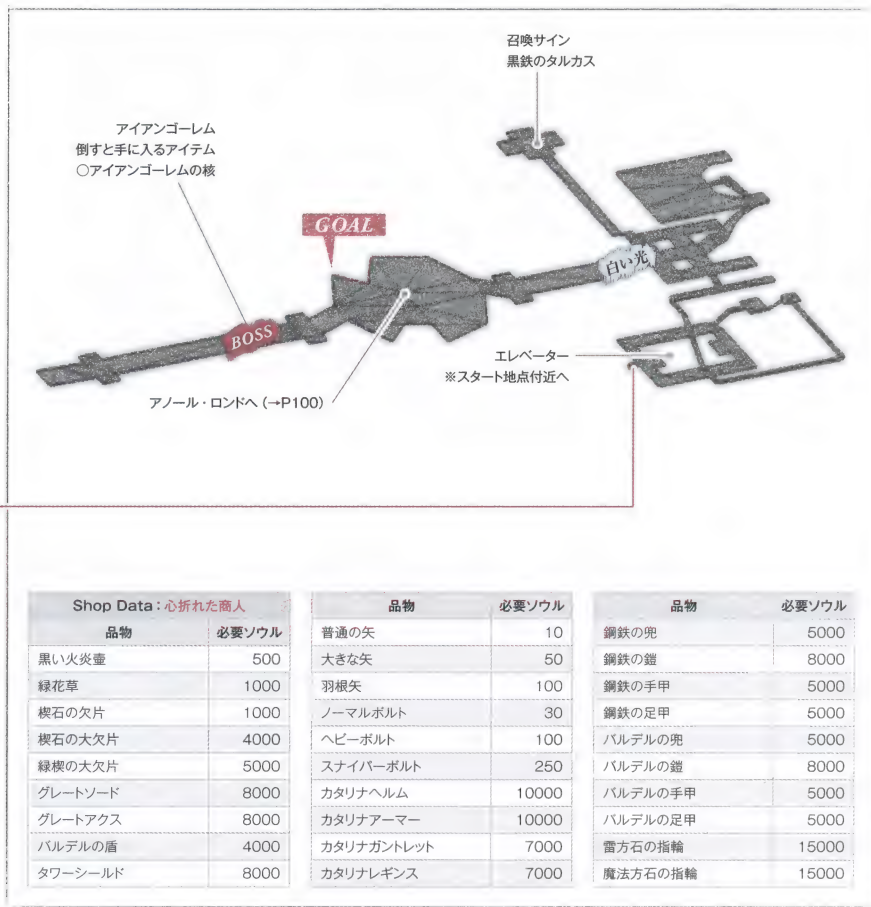 召喚サイン
黒鉄のタルカス
アイアンゴーレム
倒すと手に入るアイテム
○アイアンゴーレムの核
GOAL
白い光
BOSS
エレベーター
※スタート地点付近へ
アノール・ロンドへ (→P100)
Shop Data：心折れた商人
品物 必要ソウル
黒い火炎壺 500
緑花草 1000
楔石の欠片 1000
楔石の大欠片 4000
緑楔の大欠片 5000
グレートソード 8000
グレートアクス 8000
バルデルの盾 4000
タワーシールド 8000
品物 必要ソウル
普通の矢 10
大きな矢 50
羽根矢 100
ノーマルボルト 30
ヘビーボルト 100
スナイパーボルト 250
カタリナヘルム 10000
カタリナアーマー 10000
カタリナガントレット 7000
カタリナレギンス 7000
品物 必要ソウル
鋼鉄の兜 5000
鋼鉄の鎧 8000
鋼鉄の手甲 5000
鋼鉄の足甲 5000
バルデルの兜 5000
バルデルの鎧 8000
バルデルの手甲 5000
バルデルの足甲 5000
雷方石の指輪 15000
魔法方石の指輪 15000